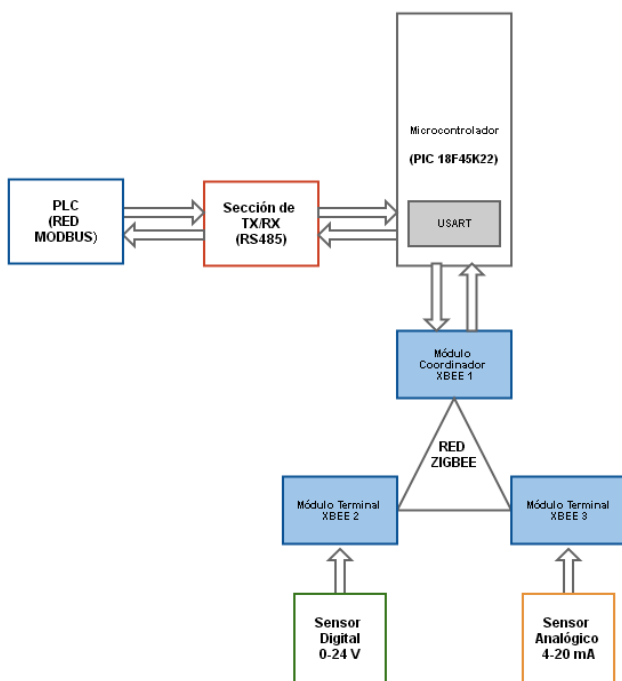 Microcontrolador
(PIC 18F45K22)
USART
PLC
(RED
MODBUS)
Sección de
TX/RX
(RS485)
Módulo
Coordinador
XBEE 1
RED
ZIGBEE
Módulo Terminal
XBEE 2
Módulo Terminal
XBEE 3
Sensor
Digital
0-24 V
Sensor
Analógico
4-20 mA